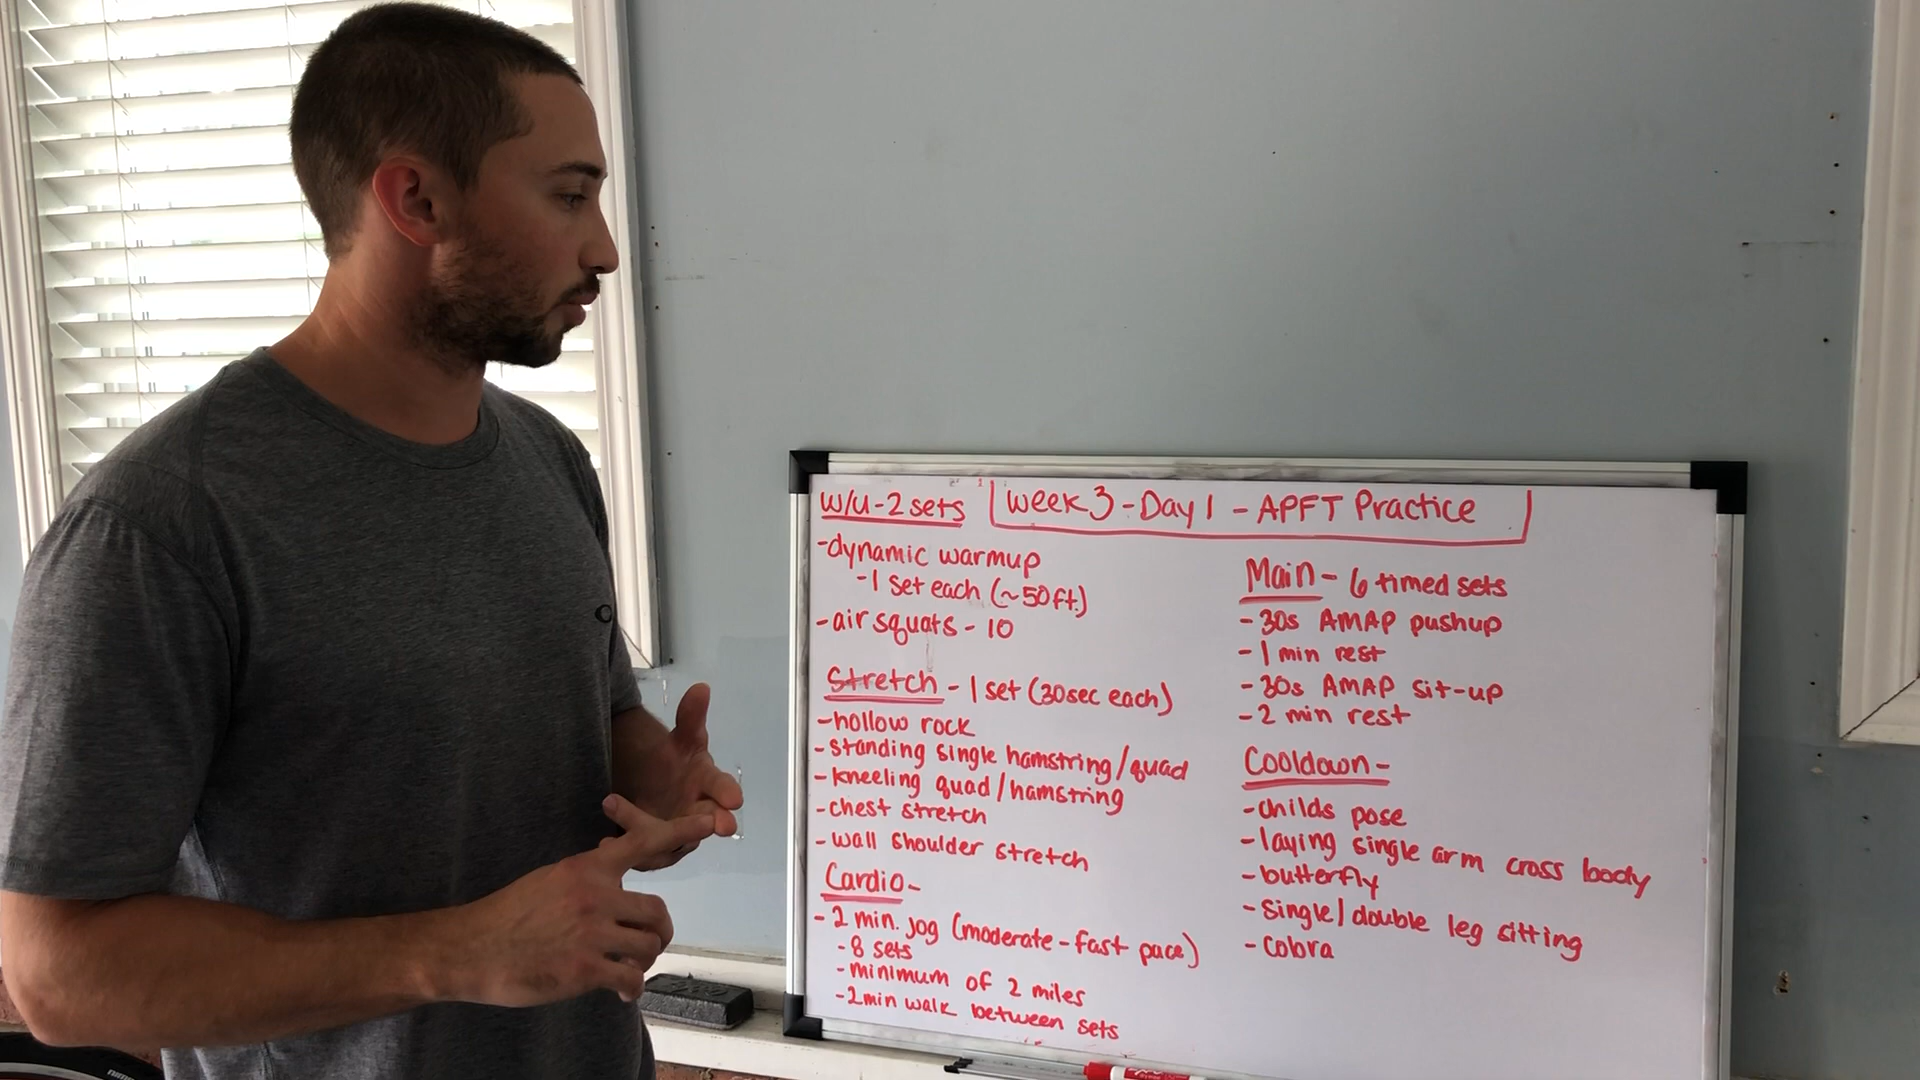 W/U-2 sets
Week 3-Day 1 - APFT Practice
-dynamic warmup
-1 set each (~50ft.)
-air squats - 10
Stretch - 1 set (30sec each)
-hollow rock
-standing single hamstring/quad
-kneeling quad/hamstring
-chest stretch
-wall shoulder stretch
Cardio-
-2 min. jog (moderate-fast pace)
-8 sets
-minimum of 2 miles
-2min walk between sets
Main - 6 timed sets
-30s AMAP pushup
-1 min rest
-30s AMAP sit-up
-2 min rest
Cooldown-
-childs pose
-laying single arm cross body
-butterfly
-single/double leg sitting
-cobra